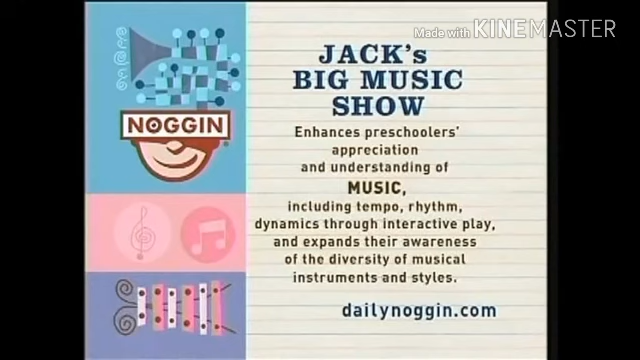 Made with KINEMASTER
JACK's
BIG MUSIC
SHOW
NOGGIN
Enhances preschoolers'
appreciation
and understanding of
MUSIC,
including tempo, rhythm,
dynamics through interactive play,
and expands their awareness
of the diversity of musical
instruments and styles.
dailynoggin.com